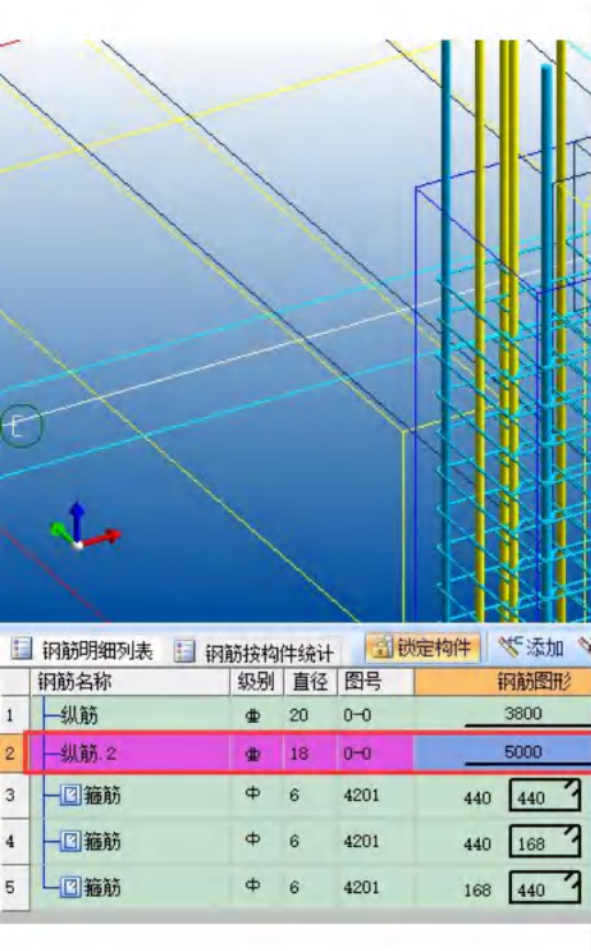 E
钢筋明细列表 钢筋按构件统计 锁定构件 添加
钢筋名称 级别 直径 图号 钢筋图形
1 纵筋 20 0-0 3800
2 纵筋.2 18 0-0 5000
3 箍筋 中 6 4201 440 440
4 箍筋 中 6 4201 440 168
5 箍筋 中 6 4201 168 440